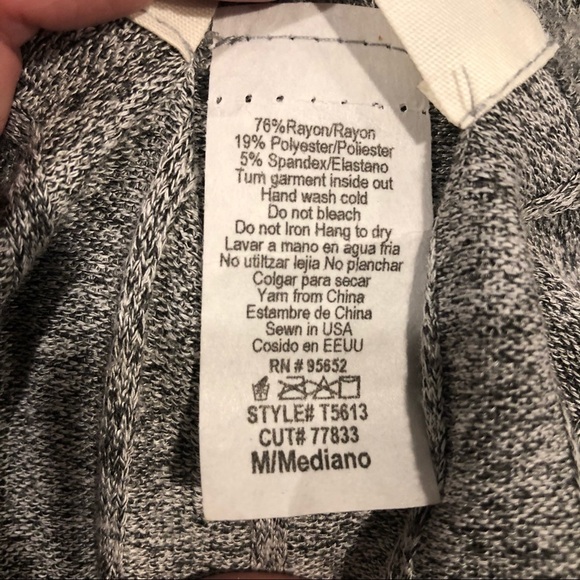 76%Rayon/Rayon
19% Polyester/Poliester
5% Spandex/Elastano
Turn garment inside out
Hand wash cold
Do not bleach
Do not Iron Hang to dry
Lavar a mano en agua fria
No utiltzar lejia No planchar
Colgar para secar
Yarn from China
Estambre de China
Sewn in USA
Cosido en EEUU
RN # 95652
STYLE# T5613
CUT# 77833
M/Mediano